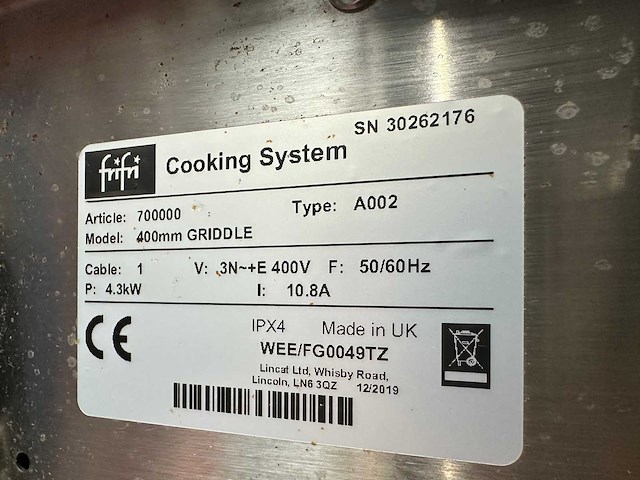 SN 30262176
frifri Cooking System
Article: 700000 Type: A002
Model: 400mm GRIDDLE
Cable: 1 V: 3N~+E 400V F: 50/60Hz
P: 4.3kW I: 10.8A
CE IPX4 Made in UK
WEE/FG0049TZ
Lincat Ltd, Whisby Road,
Lincoln, LN6 3QZ 12/2019